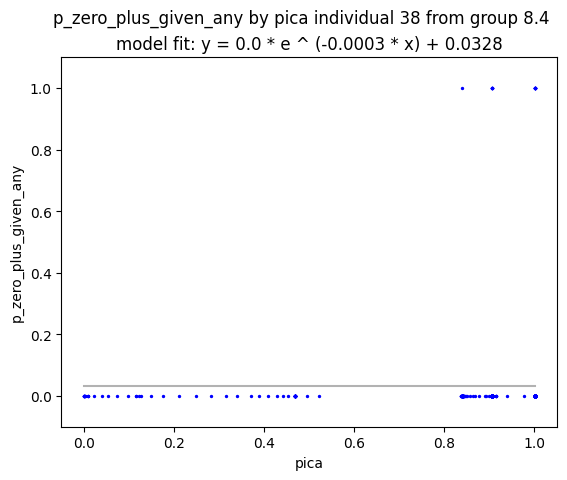 p_zero_plus_given_any by pica individual 38 from group 8.4
model fit: y = 0.0 * e ^ (-0.0003 * x) + 0.0328
p_zero_plus_given_any
1.0
0.8
0.6
0.4
0.2
0.0
0.0 0.2 0.4 0.6 0.8 1.0
pica